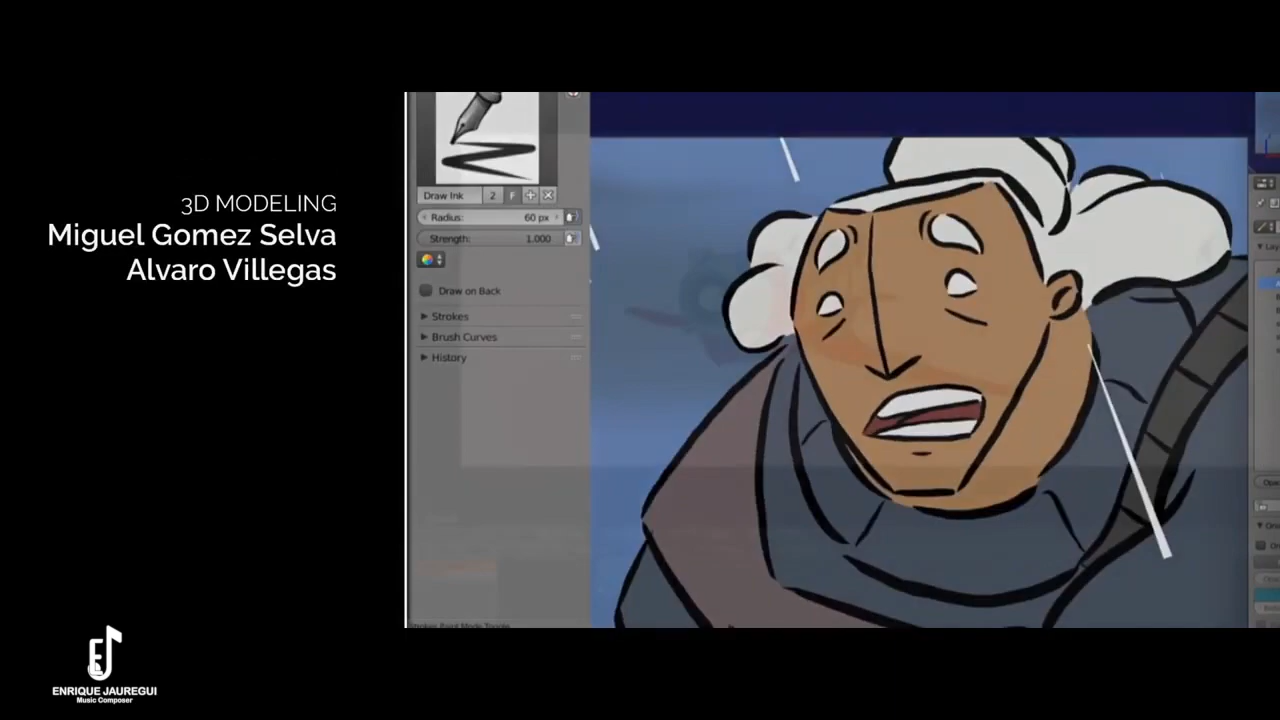 3D MODELING
Miguel Gomez Selva
Alvaro Villegas
Draw Ink 2 F
Radius: 60 px
Strength: 1.000
Draw on Back
Strokes
Brush Curves
History
ENRIQUE JAUREGUI
Music Composer